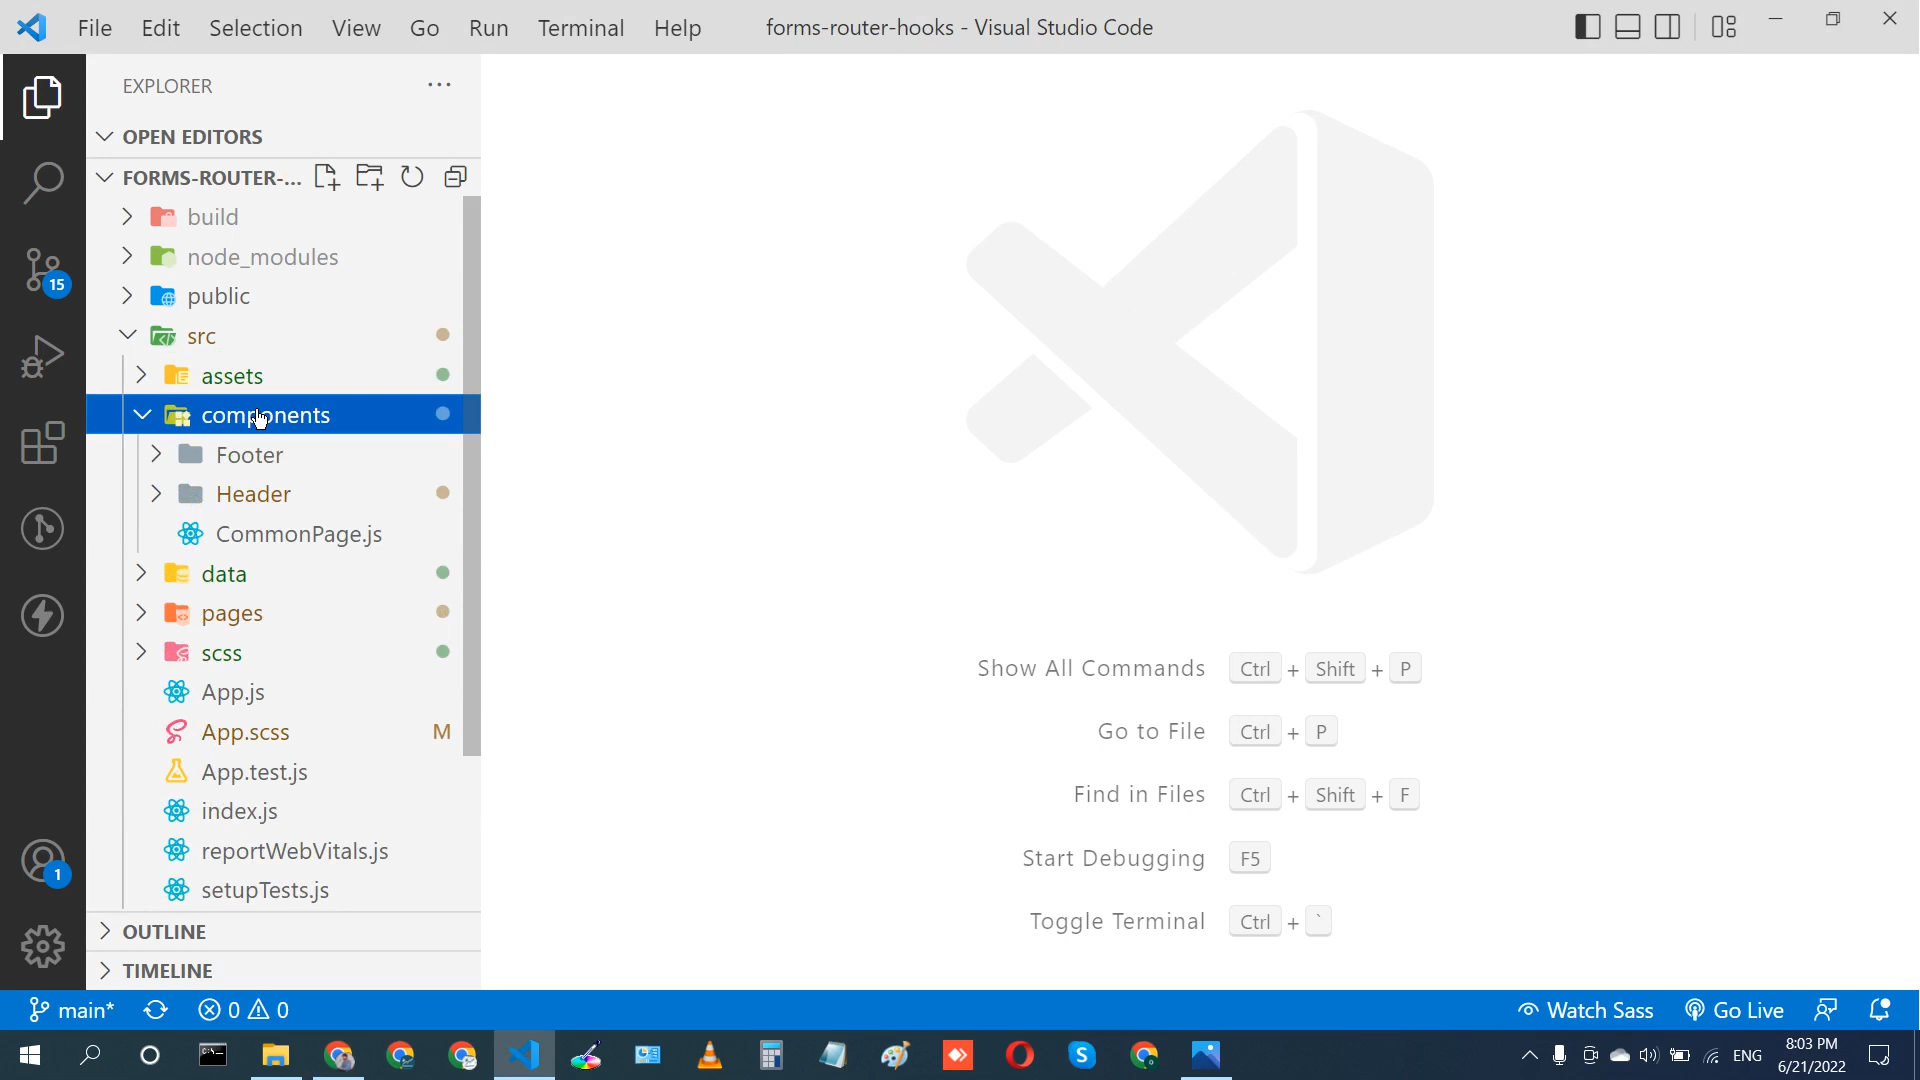 File Edit Selection View Go Run Terminal Help
forms-router-hooks - Visual Studio Code
EXPLORER
OPEN EDITORS
FORMS-ROUTER-...
build
node_modules
public
src
assets
components
Footer
Header
CommonPage.js
data
pages
scss
App.js
App.scss M
App.test.js
index.js
reportWebVitals.js
setupTests.js
OUTLINE
TIMELINE
15
1
Show All Commands Ctrl + Shift + P
Go to File Ctrl + P
Find in Files Ctrl + Shift + F
Start Debugging F5
Toggle Terminal Ctrl + `
main* 0 0
Watch Sass Go Live
ENG
8:03 PM
6/21/2022